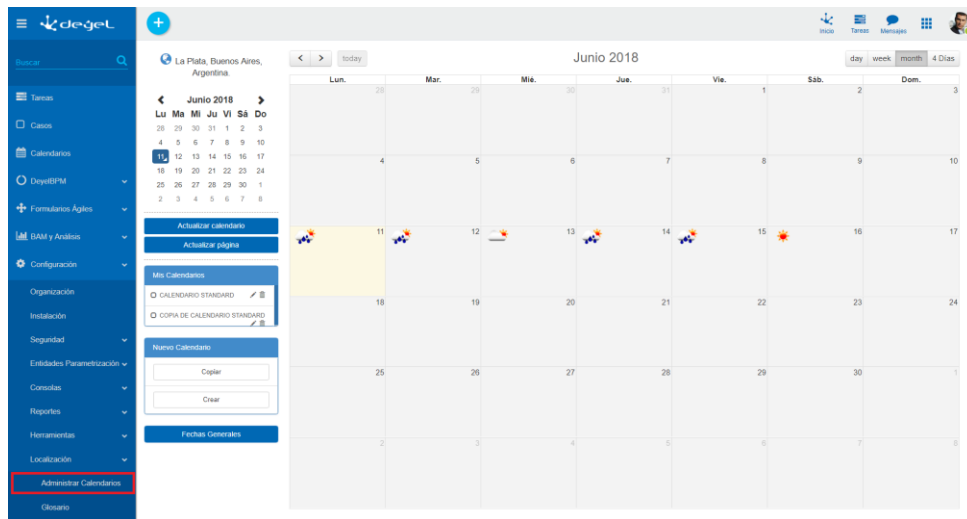 deyel
Inicio
Tareas
Mensajes
Buscar
Tareas
Casos
Calendarios
DeyelBPM
Formularios Ágiles
BAM y Análisis
Configuración
Organización
Instalación
Seguridad
Entidades Parametrización
Consolas
Reportes
Herramientas
Localización
Administrar Calendarios
Glosario
La Plata, Buenos Aires,
Argentina.
Junio 2018
Lu Ma Mi Ju Vi Sá Do
28 29 30 31 1 2 3
4 5 6 7 8 9 10
11 12 13 14 15 16 17
18 19 20 21 22 23 24
25 26 27 28 29 30 1
2 3 4 5 6 7 8
Actualizar calendario
Actualizar página
Mis Calendarios
CALENDARIO STANDARD
COPIA DE CALENDARIO STANDARD
Nuevo Calendario
Copiar
Crear
Fechas Generales
today
Junio 2018
day week month 4 Días
Lun. Mar. Mié. Jue. Vie. Sáb. Dom.
28 29 30 31 1 2 3
4 5 6 7 8 9 10
11 12 13 14 15 16 17
18 19 20 21 22 23 24
25 26 27 28 29 30 1
2 3 4 5 6 7 8